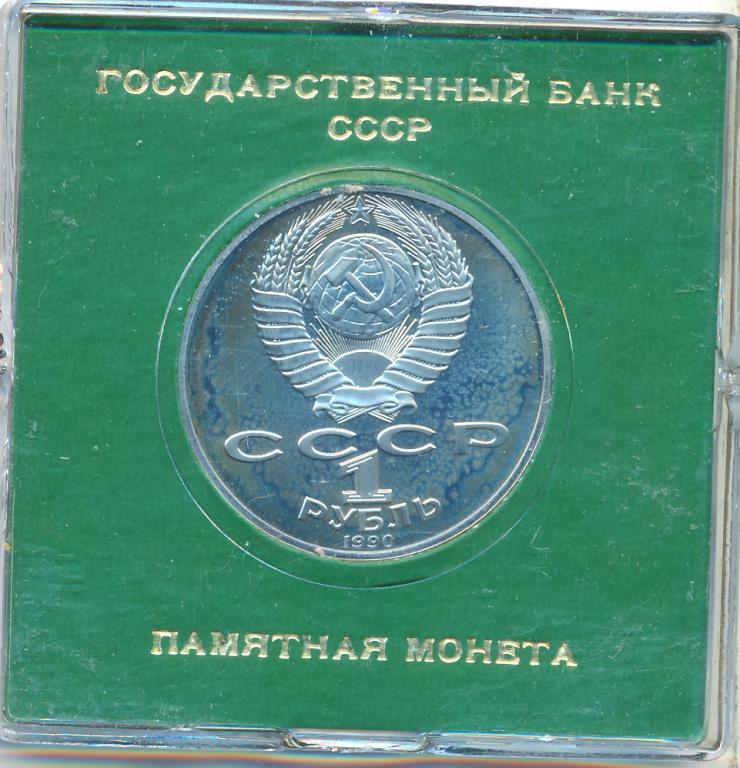 ГОСУДАРСТВЕННЫЙ БАНК
СССР
СССР
1
РУБЛЬ
1990
ПАМЯТНАЯ МОНЕТА